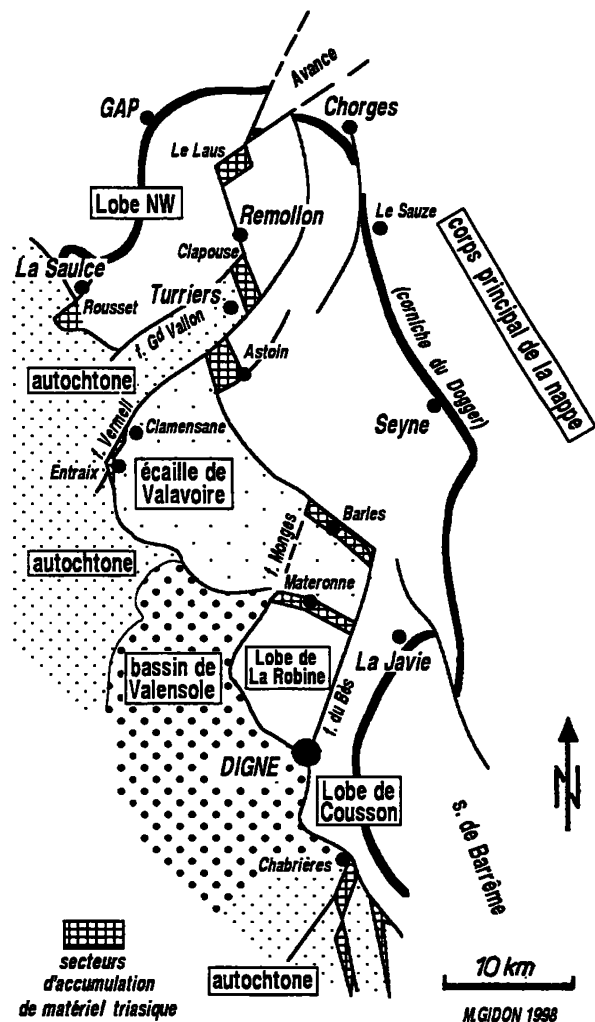 Avance
GAP
Chorges
Le Laus
Lobe NW
Remollon
Le Sauze
corps principal de la nappe
Clapouse
La Saulce
Rousset
Turriers
f. Gd Vallon
(corniche du Dogger)
Astoin
autochtone
Seyne
f. Vermeil
Clamensane
Entraix
écaille de
Valavoire
Barles
f. Monges
autochtone
Materonne
bassin de
Valensole
Lobe de
La Robine
La Javie
f. du Bès
DIGNE
Lobe de
Cousson
s. de Barrême
Chabrières
N
secteurs
d'accumulation
de matériel triasique
autochtone
10 km
M.GIDON 1998